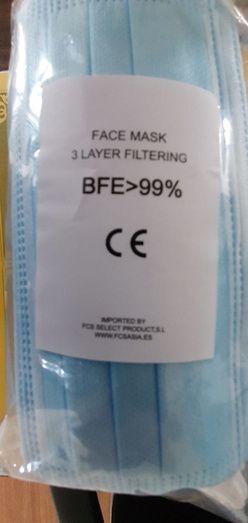 FACE MASK
3 LAYER FILTERING
BFE>99%
CE
IMPORTED BY
FCS SELECT PRODUCT,S.L
WWW.FCSASIA.ES